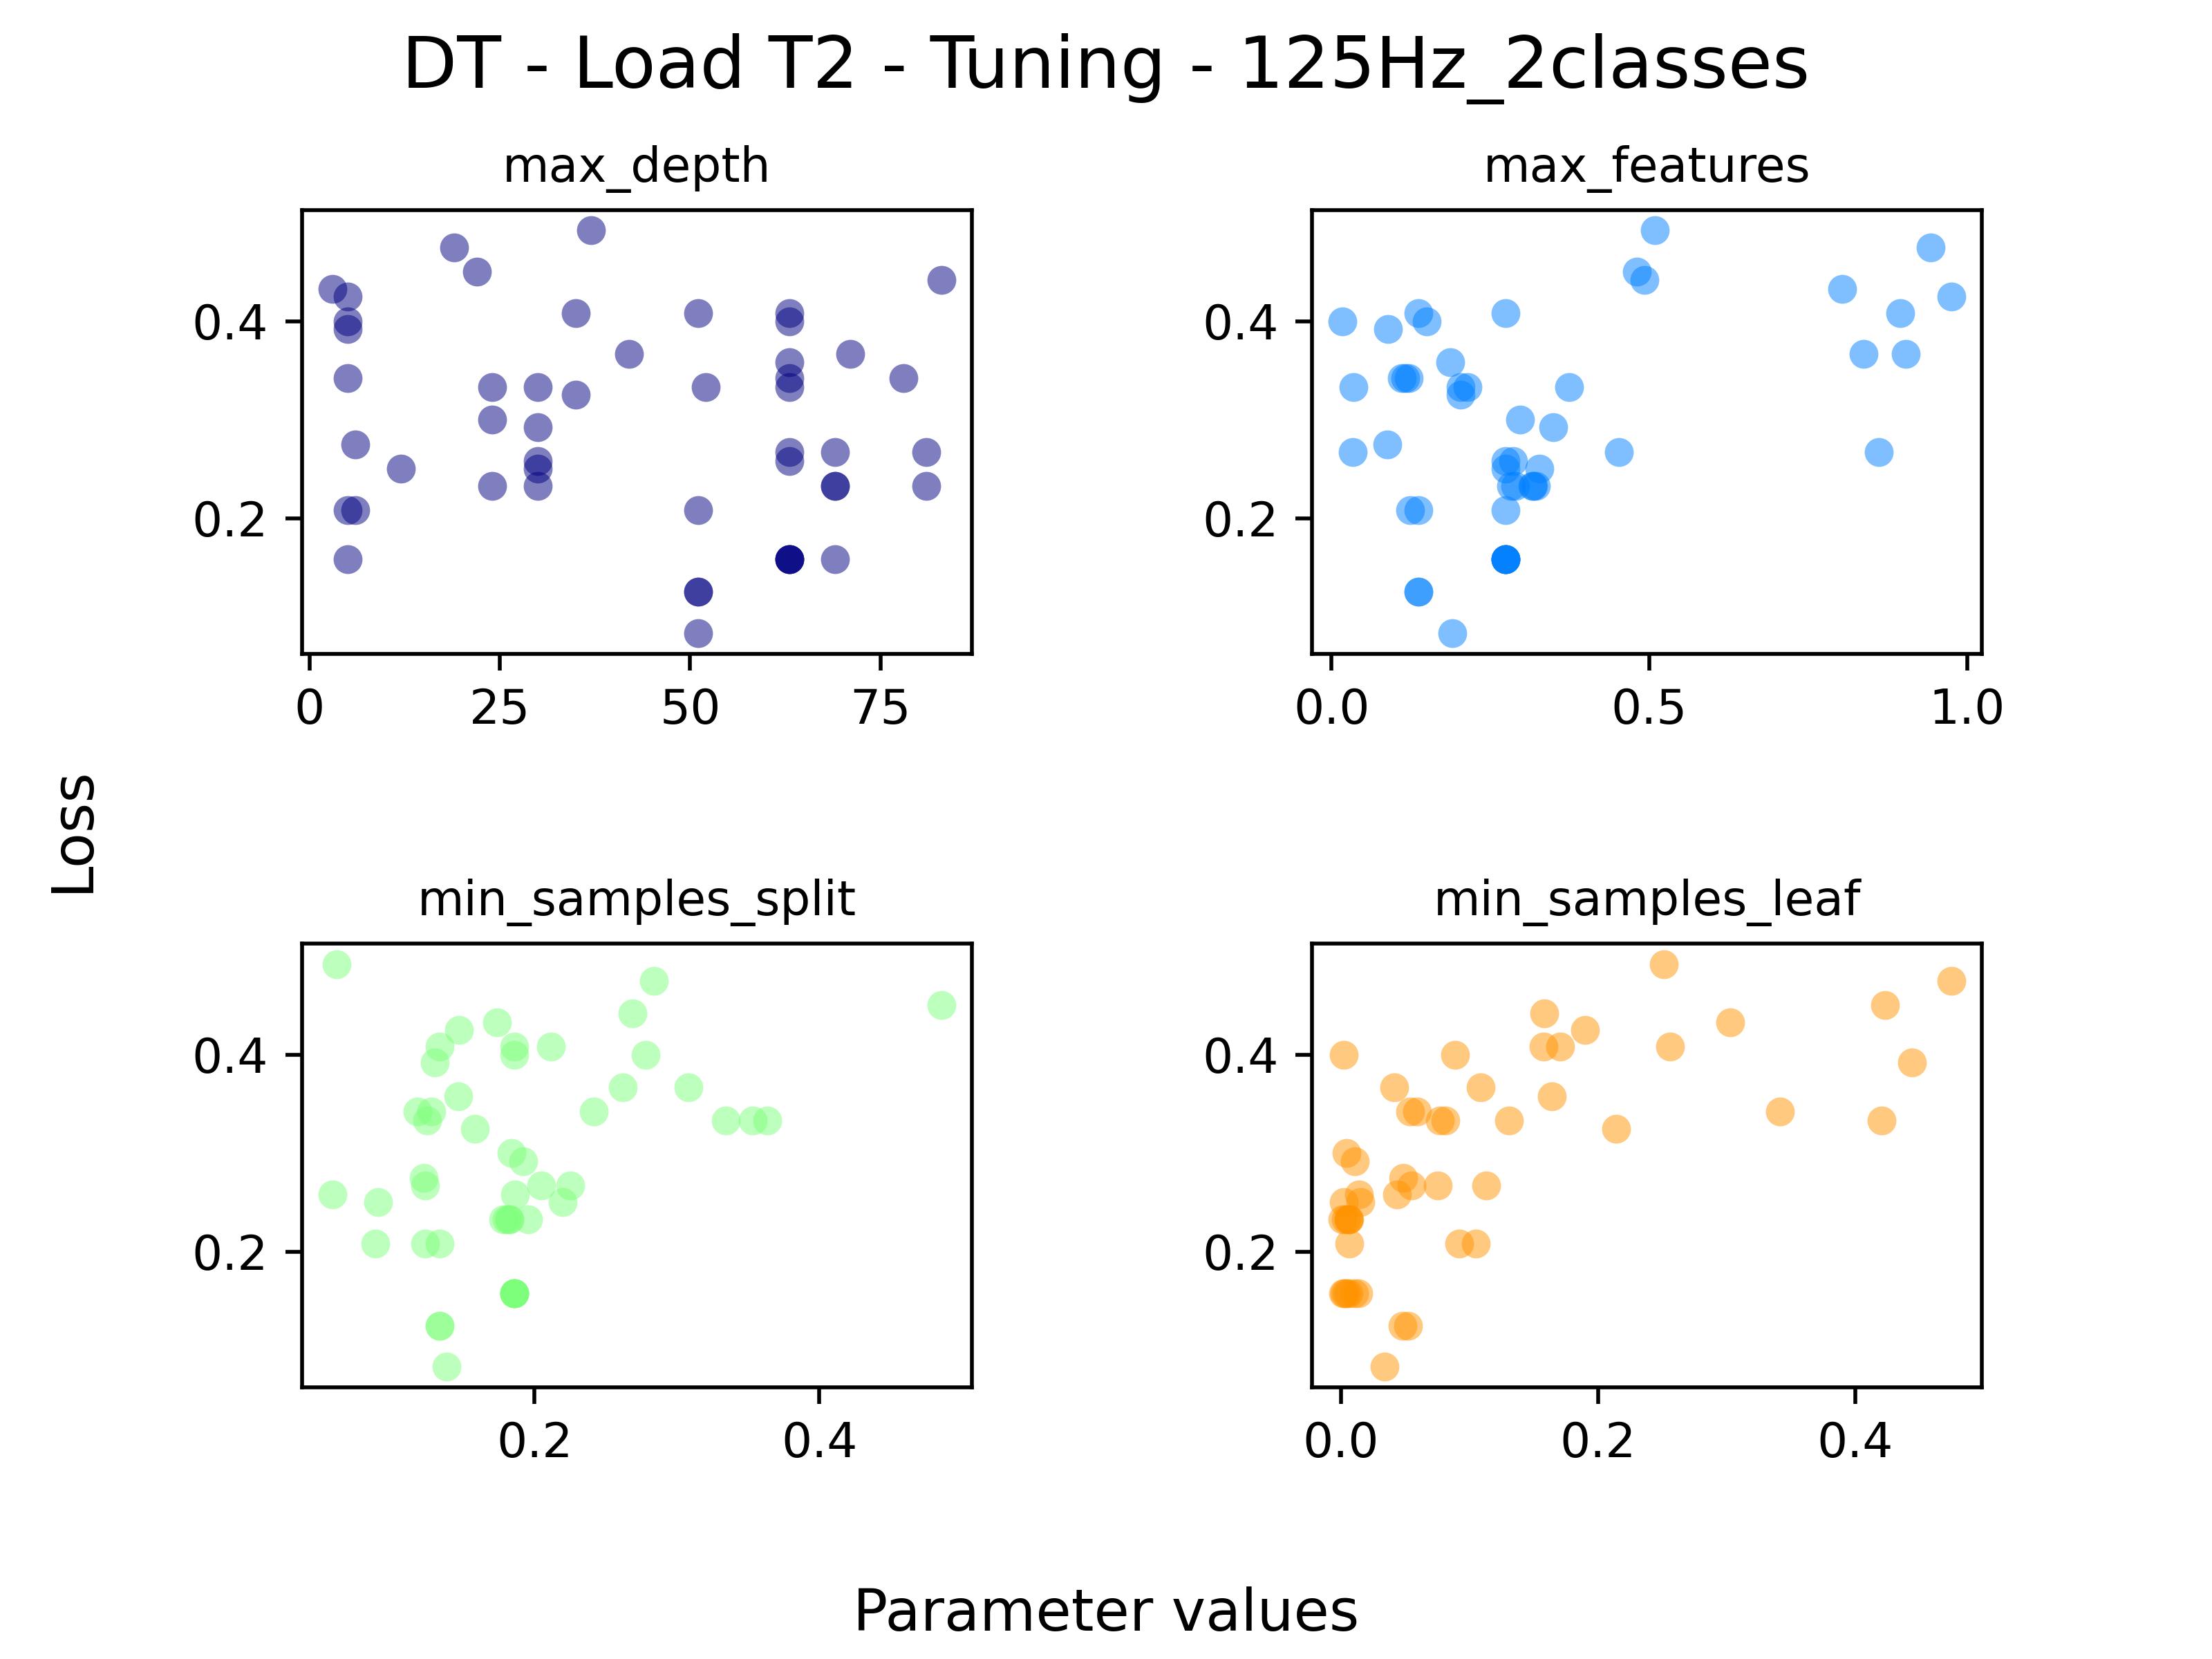 DT - Load T2 - Tuning - 125Hz_2classes
max_depth
max_features
0.4
0.2
0 25 50 75
0.4
0.2
0.0 0.5 1.0
Loss
min_samples_split
min_samples_leaf
0.4
0.2
0.2 0.4
0.4
0.2
0.0 0.2 0.4
Parameter values